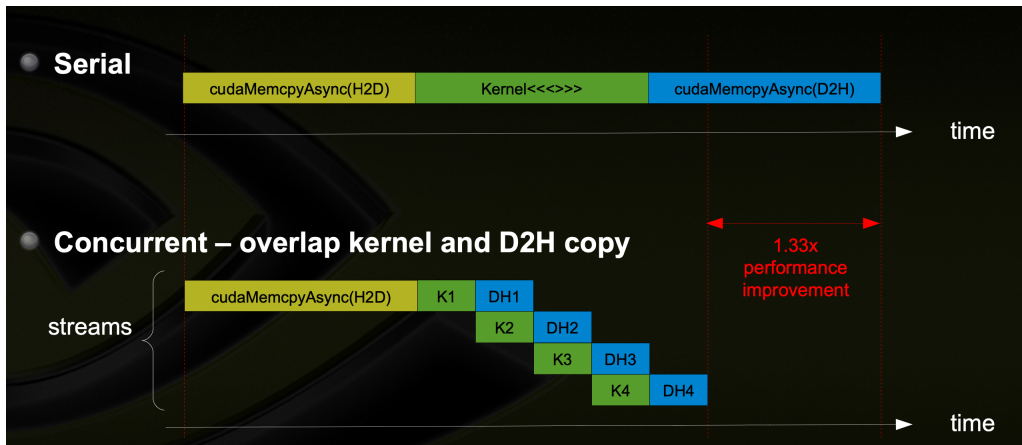 Serial
cudaMemcpyAsync(H2D) Kernel<<<>>> cudaMemcpyAsync(D2H)
time
Concurrent – overlap kernel and D2H copy
1.33x
performance
improvement
streams
cudaMemcpyAsync(H2D) K1 DH1
K2 DH2
K3 DH3
K4 DH4
time